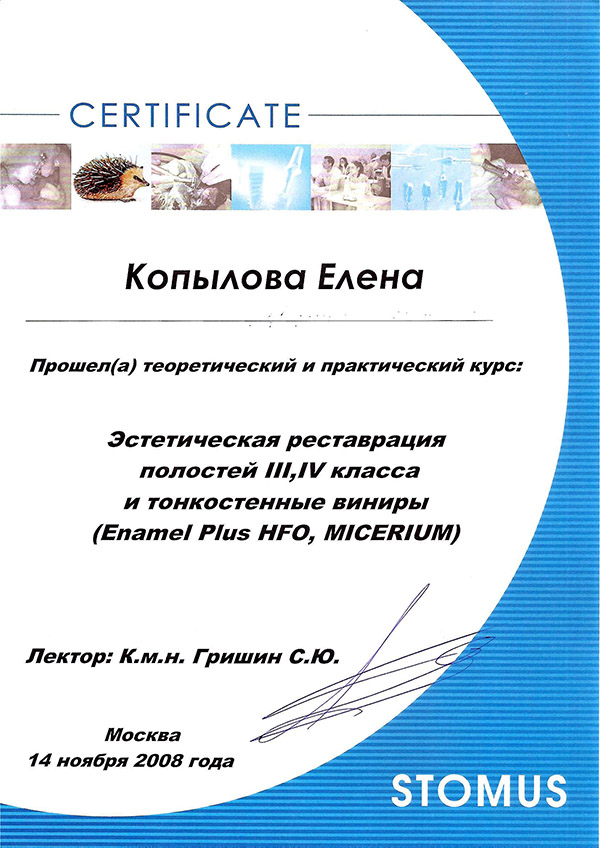 CERTIFICATE
Копылова Елена
Прошел(а) теоретический и практический курс:
Эстетическая реставрация
полостей III,IV класса
и тонкостенные виниры
(Enamel Plus HFO, MICERIUM)
Лектор: К.м.н. Гришин С.Ю.
Москва
14 ноября 2008 года
STOMUS